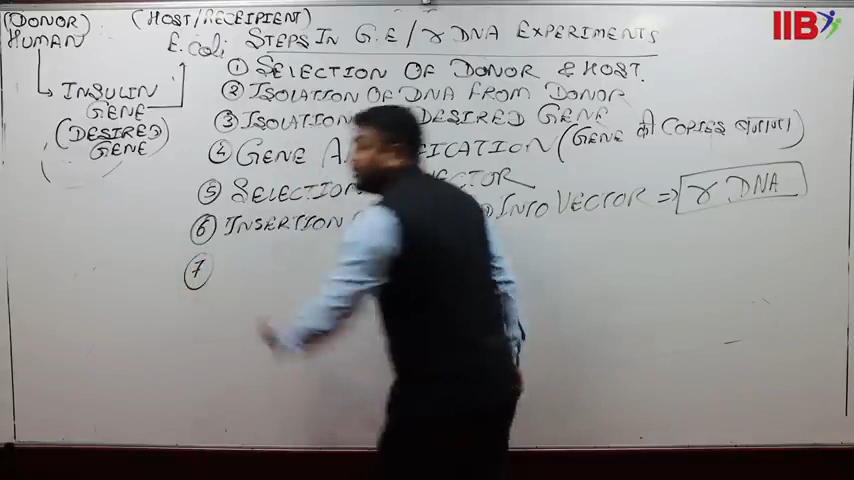 (DONOR) (HOST/RECEIPIENT)
HUMAN E.coli STEPS IN G.E/r DNA EXPERIMENTS
IIB
① SELECTION OF DONOR & HOST.
INSULIN GENE
② ISOLATION OF DNA FROM DONOR
(DESIRED GENE)
③ ISOLATION DESIRED GENE
④ GENE FICATION (GENE की COPIES बनाना)
⑤ SELECTION VECTOR
⑥ INSERTION INTO VECTOR ⇒ r DNA
⑦